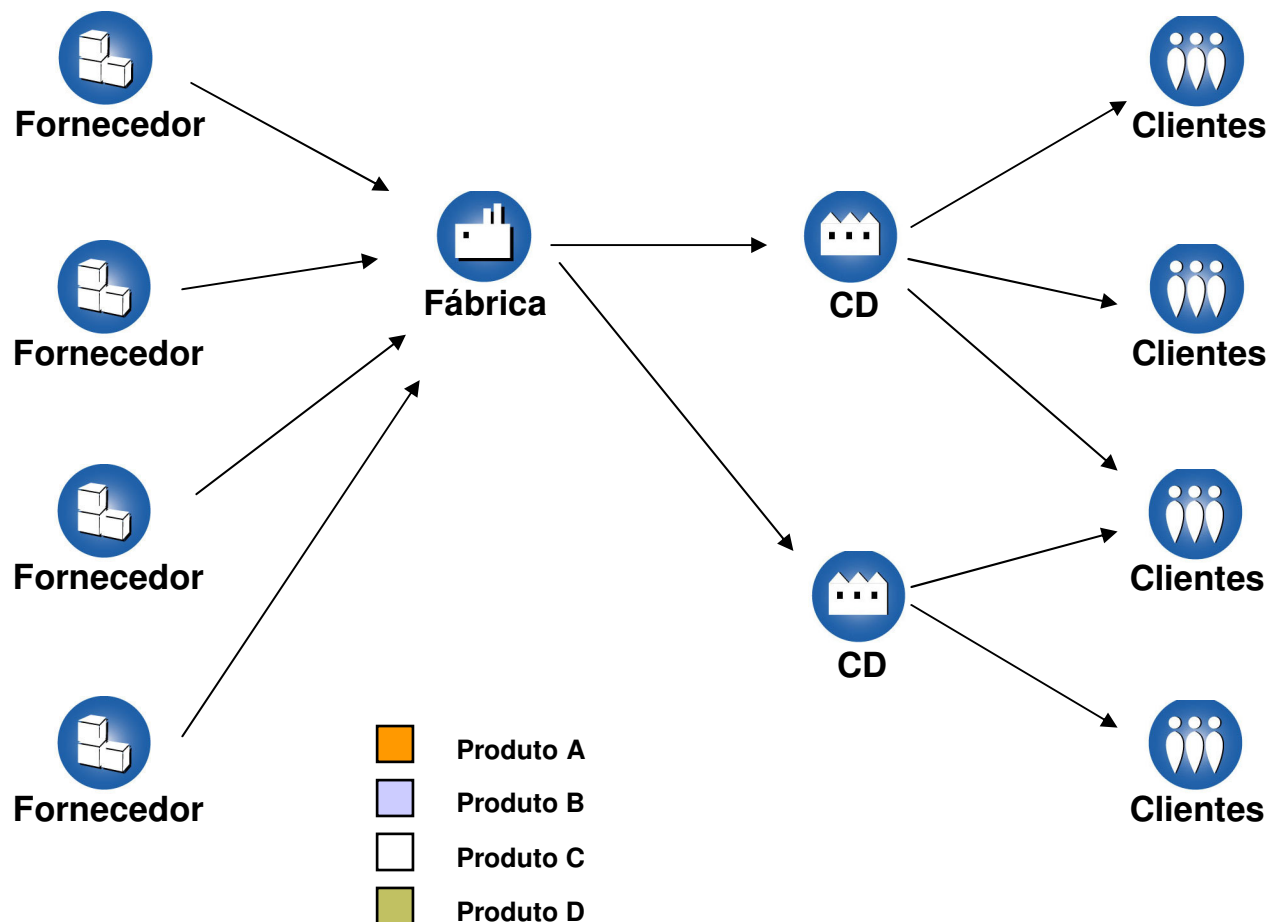 Fornecedor
Clientes
Fornecedor
Fábrica
CD
Clientes
Fornecedor
Clientes
CD
Fornecedor
Clientes
Produto A
Produto B
Produto C
Produto D